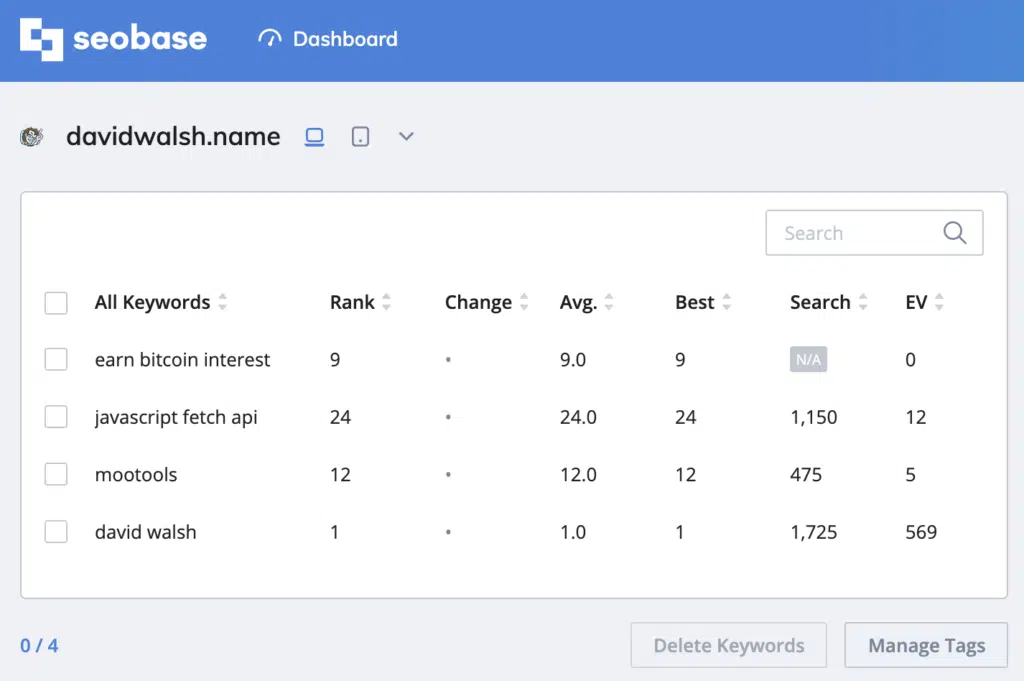 seobase Dashboard
davidwalsh.name
Search
All Keywords Rank Change Avg. Best Search EV
earn bitcoin interest 9 • 9.0 9 N/A 0
javascript fetch api 24 • 24.0 24 1,150 12
mootools 12 • 12.0 12 475 5
david walsh 1 • 1.0 1 1,725 569
0 / 4 Delete Keywords Manage Tags